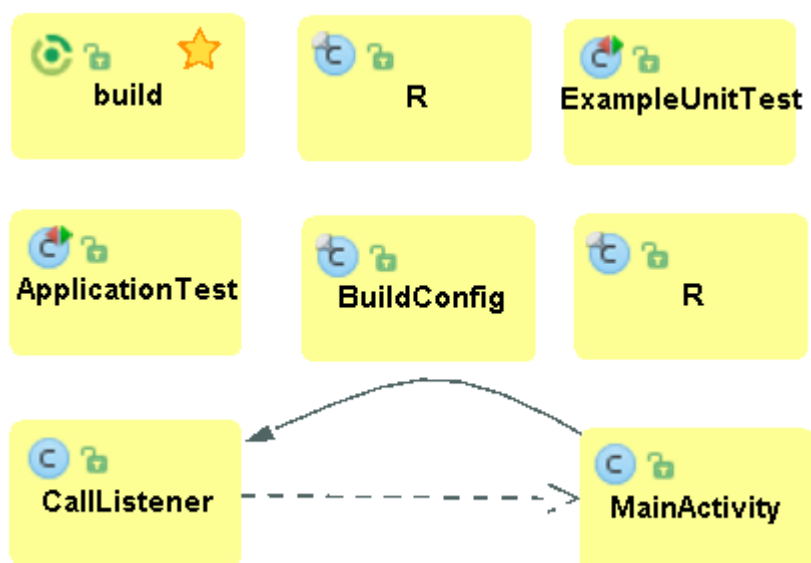 build
R
ExampleUnitTest
ApplicationTest
BuildConfig
R
CallListener
MainActivity